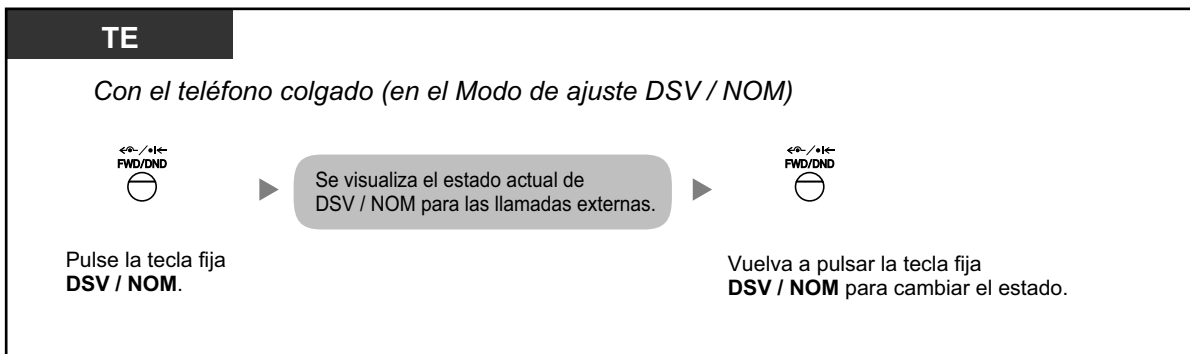 TE
Con el teléfono colgado (en el Modo de ajuste DSV / NOM)
FWD/DND
Pulse la tecla fija
DSV / NOM.
Se visualiza el estado actual de
DSV / NOM para las llamadas externas.
FWD/DND
Vuelva a pulsar la tecla fija
DSV / NOM para cambiar el estado.